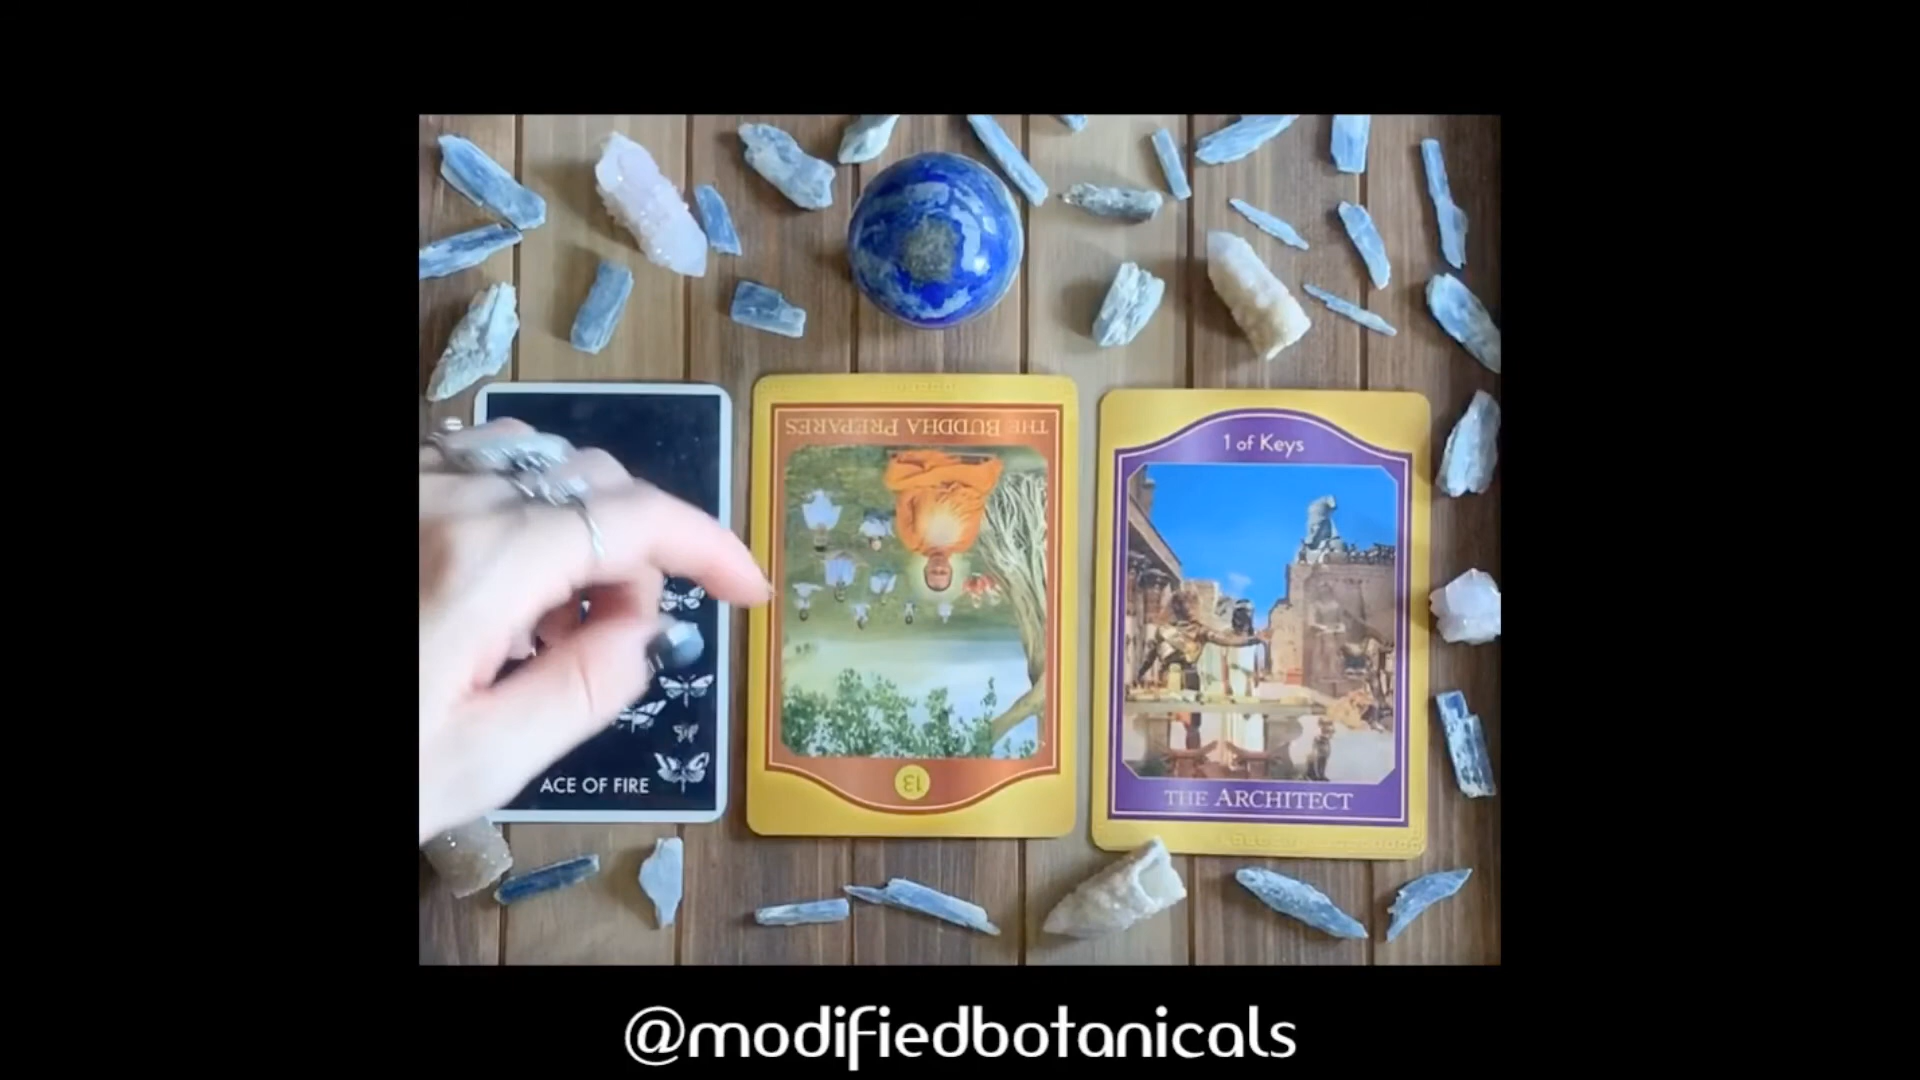 1 of Keys
THE BUDDHA PREPARES
13
ACE OF FIRE
THE ARCHITECT
@modifiedbotanicals